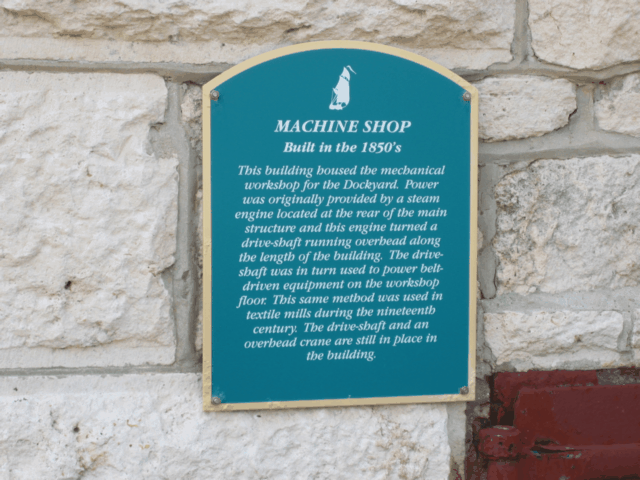 MACHINE SHOP
Built in the 1850's
This building housed the mechanical
workshop for the Dockyard. Power
was originally provided by a steam
engine located at the rear of the main
structure and this engine turned a
drive-shaft running overhead along
the length of the building. The drive-
shaft was in turn used to power belt-
driven equipment on the workshop
floor. This same method was used in
textile mills during the nineteenth
century. The drive-shaft and an
overhead crane are still in place in
the building.